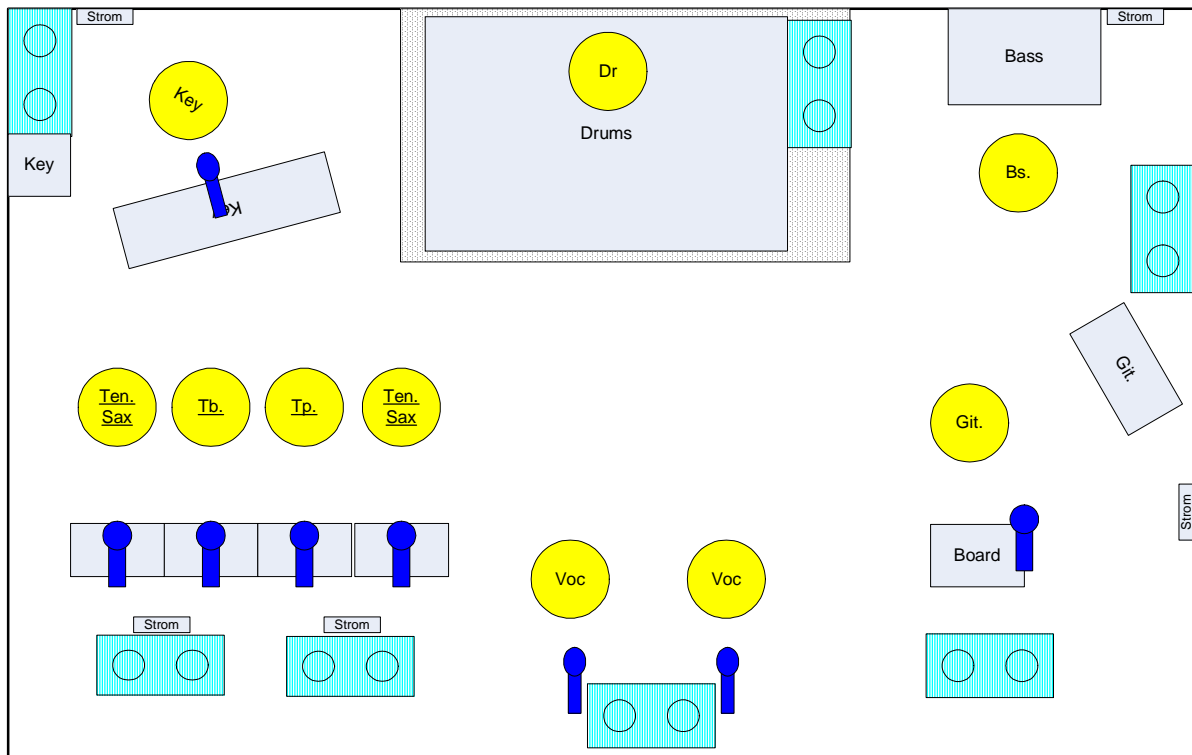 Strom
Strom
Dr
Bass
Key
Drums
Key
Bs.
Key
Git.
Ten.
Sax
Tb.
Tp.
Ten.
Sax
Git.
Strom
Board
Voc
Voc
Strom
Strom